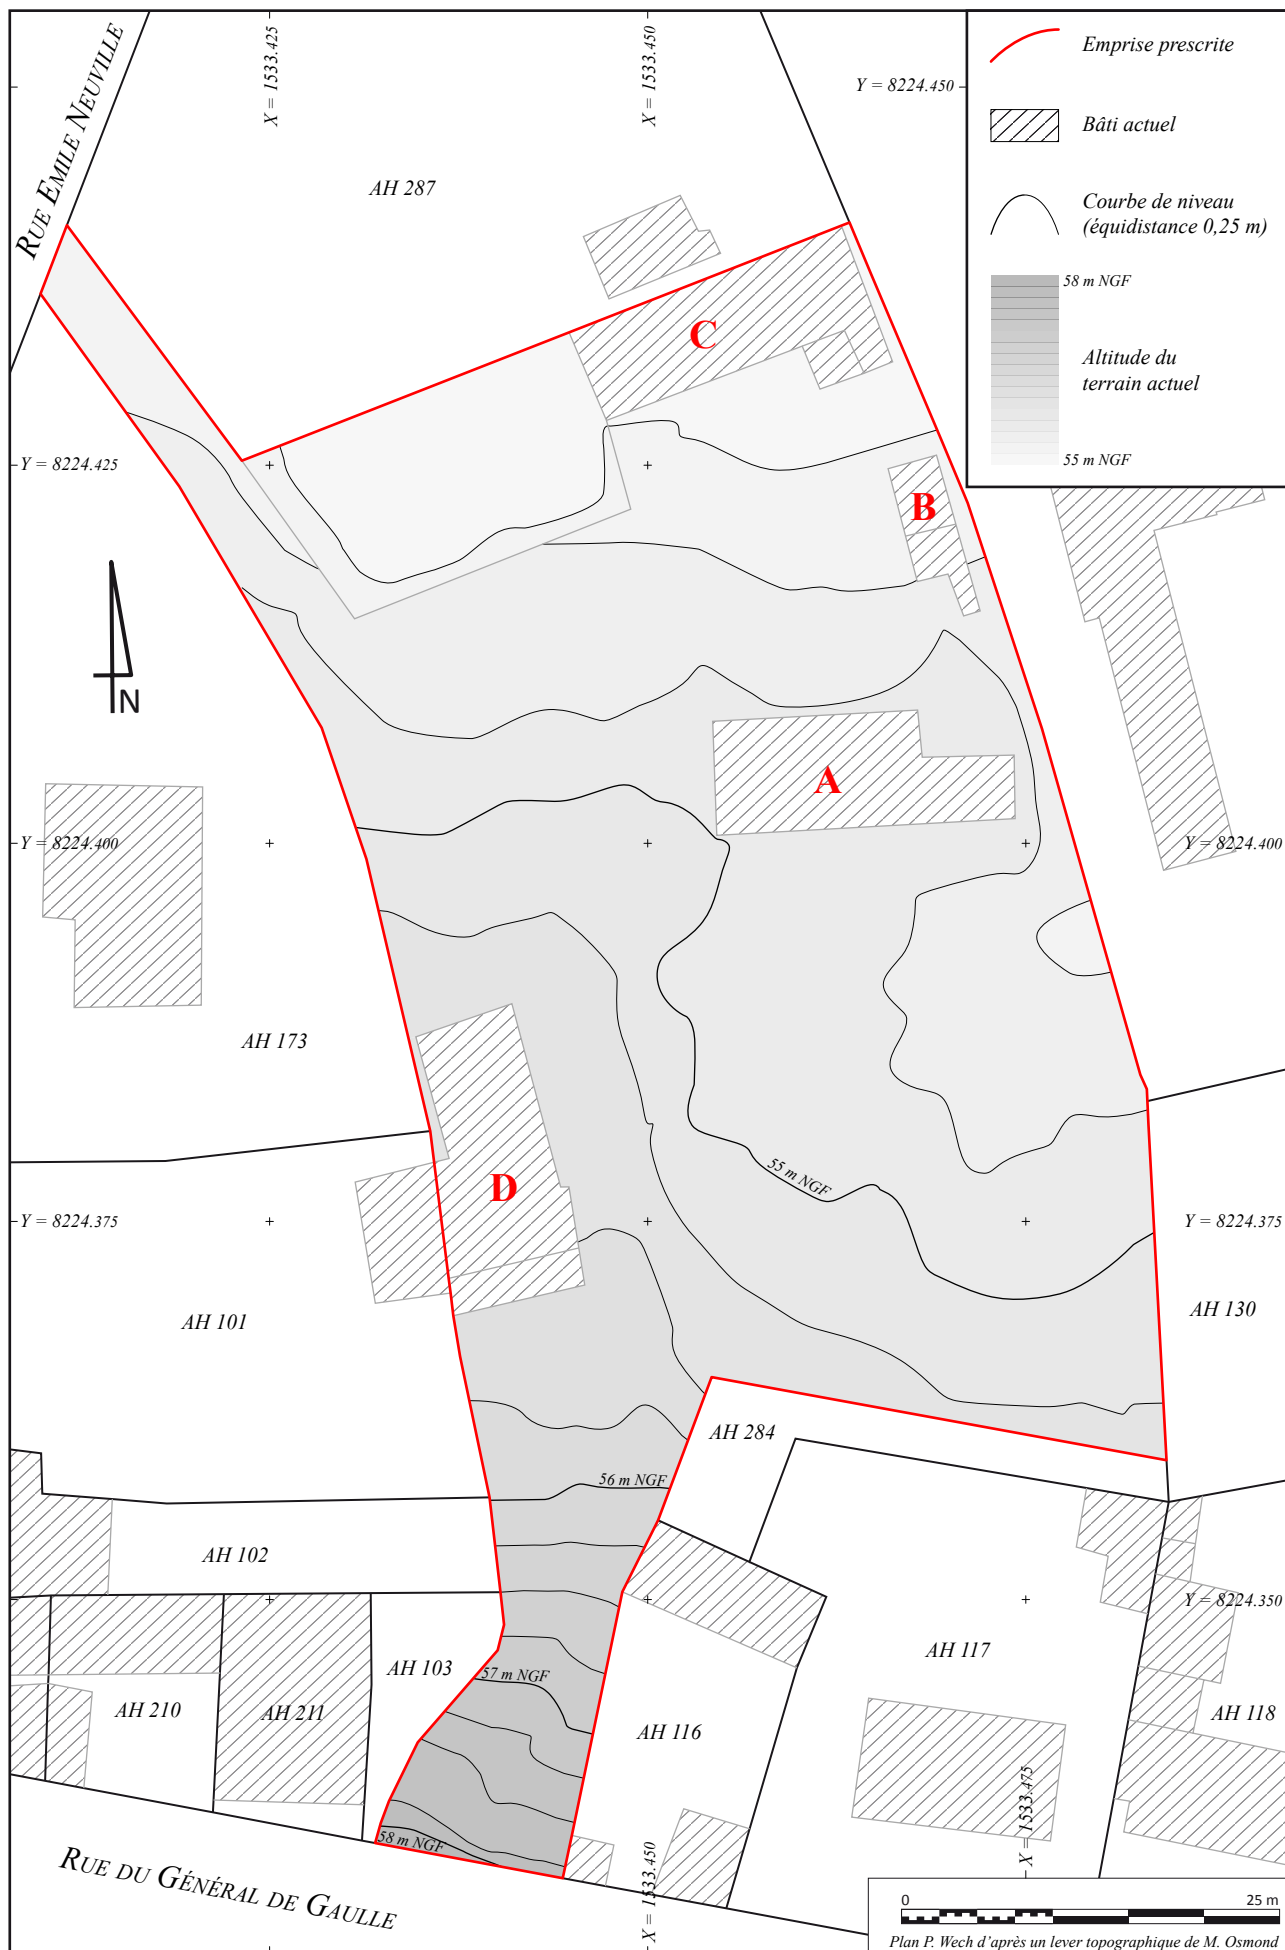 RUE EMILE NEUVILLE
X = 1533.425
X = 1533.450
Y = 8224.450
Emprise prescrite
Bâti actuel
Courbe de niveau
(équidistance 0,25 m)
58 m NGF
Altitude du
terrain actuel
55 m NGF
AH 287
C
Y = 8224.425
B
N
A
Y = 8224.400
Y = 8224.400
AH 173
55 m NGF
D
Y = 8224.375
Y = 8224.375
AH 101
AH 130
AH 284
56 m NGF
AH 102
Y = 8224.350
AH 103
57 m NGF
AH 117
AH 210
AH 211
AH 116
AH 118
X = 1533.475
58 m NGF
RUE DU GÉNÉRAL DE GAULLE
X = 1533.450
0
25 m
Plan P. Wech d'après un lever topographique de M. Osmond